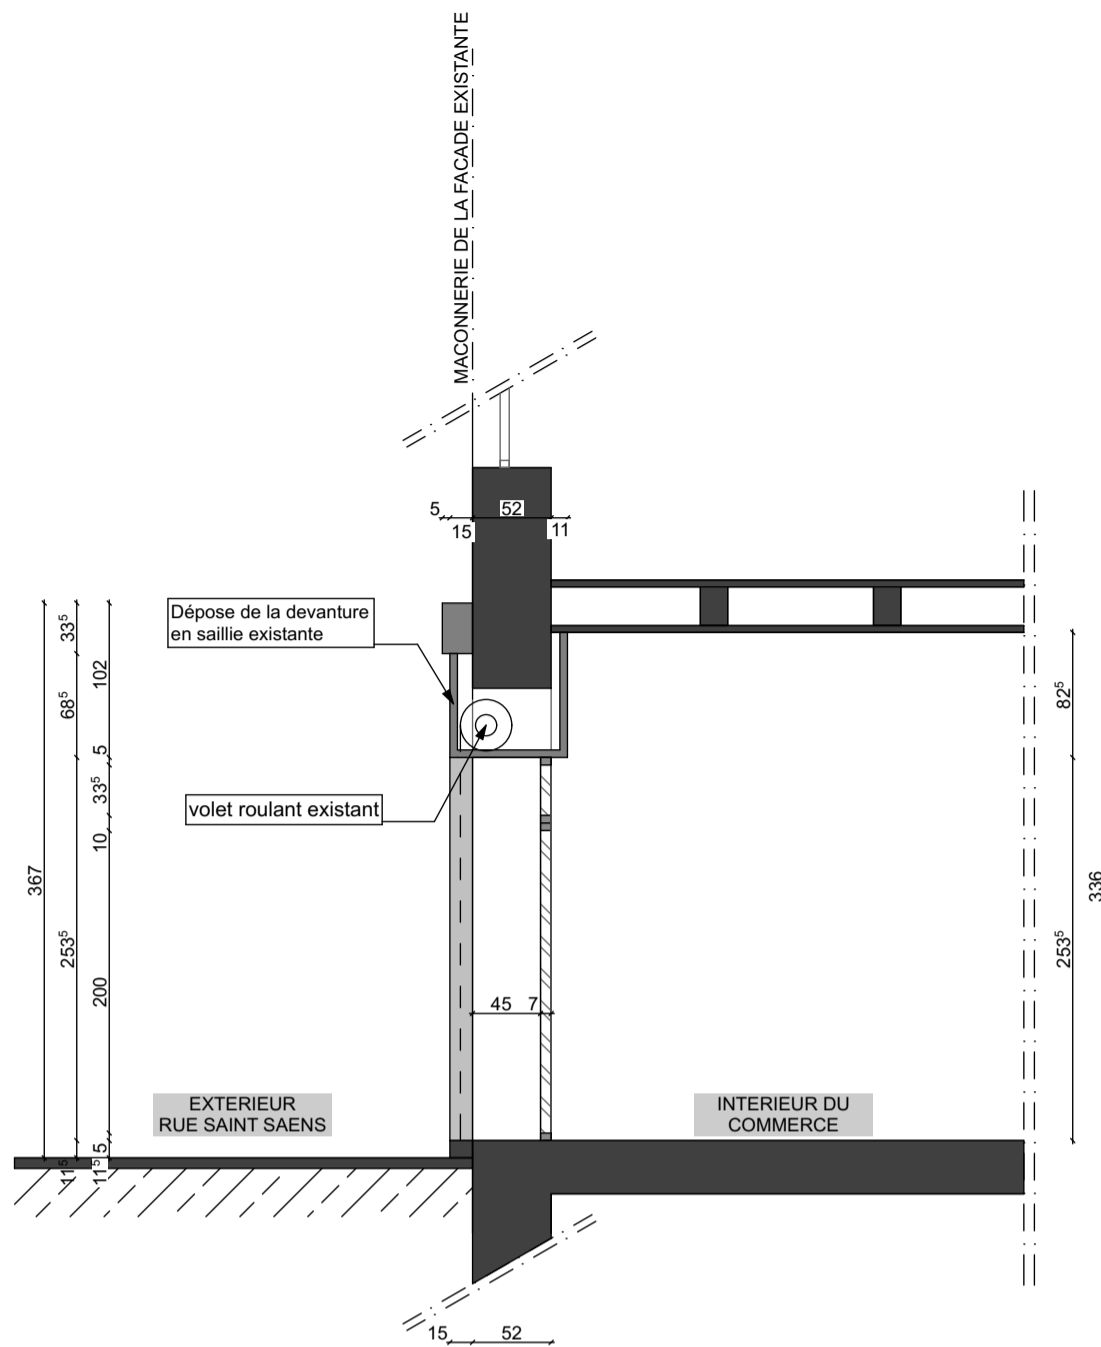 MACONNERIE DE LA FACADE EXISTANTE
5
52
15
11
Dépose de la devanture
en saillie existante
33⁵
102
68⁵
5
82⁵
volet roulant existant
33⁵
10
367
336
253⁵
253⁵
200
45 7
EXTERIEUR
RUE SAINT SAENS
INTERIEUR DU
COMMERCE
5
11⁵
11⁵
15
52